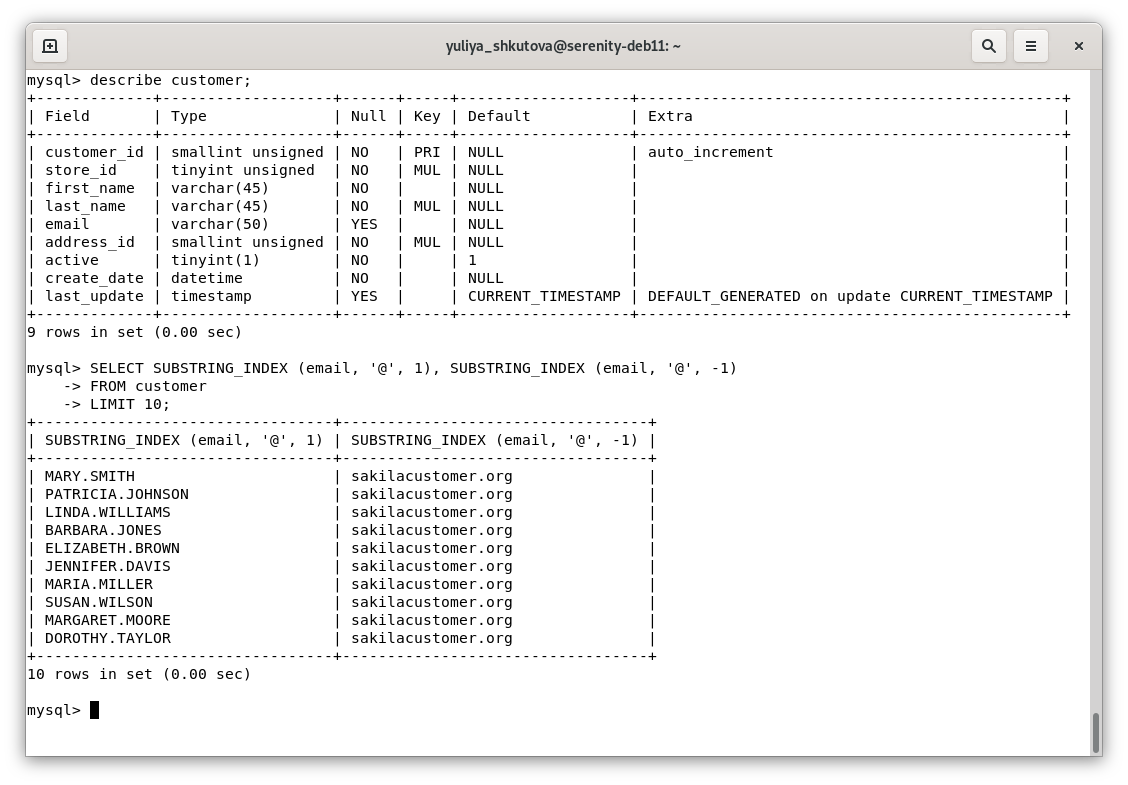 yuliya_shkutova@serenity-deb11: ~
mysql> describe customer;
+-------------+-------------------+------+-----+-------------------+-----------------------------------------------+
| Field       | Type              | Null | Key | Default           | Extra                                         |
+-------------+-------------------+------+-----+-------------------+-----------------------------------------------+
| customer_id | smallint unsigned | NO   | PRI | NULL              | auto_increment                                |
| store_id    | tinyint unsigned  | NO   | MUL | NULL              |                                               |
| first_name  | varchar(45)       | NO   |     | NULL              |                                               |
| last_name   | varchar(45)       | NO   | MUL | NULL              |                                               |
| email       | varchar(50)       | YES  |     | NULL              |                                               |
| address_id  | smallint unsigned | NO   | MUL | NULL              |                                               |
| active      | tinyint(1)        | NO   |     | 1                 |                                               |
| create_date | datetime          | NO   |     | NULL              |                                               |
| last_update | timestamp         | YES  |     | CURRENT_TIMESTAMP | DEFAULT_GENERATED on update CURRENT_TIMESTAMP |
+-------------+-------------------+------+-----+-------------------+-----------------------------------------------+
9 rows in set (0.00 sec)
mysql> SELECT SUBSTRING_INDEX (email, '@', 1), SUBSTRING_INDEX (email, '@', -1)
    -> FROM customer
    -> LIMIT 10;
+---------------------------------+----------------------------------+
| SUBSTRING_INDEX (email, '@', 1) | SUBSTRING_INDEX (email, '@', -1) |
+---------------------------------+----------------------------------+
| MARY.SMITH                      | sakilacustomer.org               |
| PATRICIA.JOHNSON                | sakilacustomer.org               |
| LINDA.WILLIAMS                  | sakilacustomer.org               |
| BARBARA.JONES                   | sakilacustomer.org               |
| ELIZABETH.BROWN                 | sakilacustomer.org               |
| JENNIFER.DAVIS                  | sakilacustomer.org               |
| MARIA.MILLER                    | sakilacustomer.org               |
| SUSAN.WILSON                    | sakilacustomer.org               |
| MARGARET.MOORE                  | sakilacustomer.org               |
| DOROTHY.TAYLOR                  | sakilacustomer.org               |
+---------------------------------+----------------------------------+
10 rows in set (0.00 sec)
mysql>